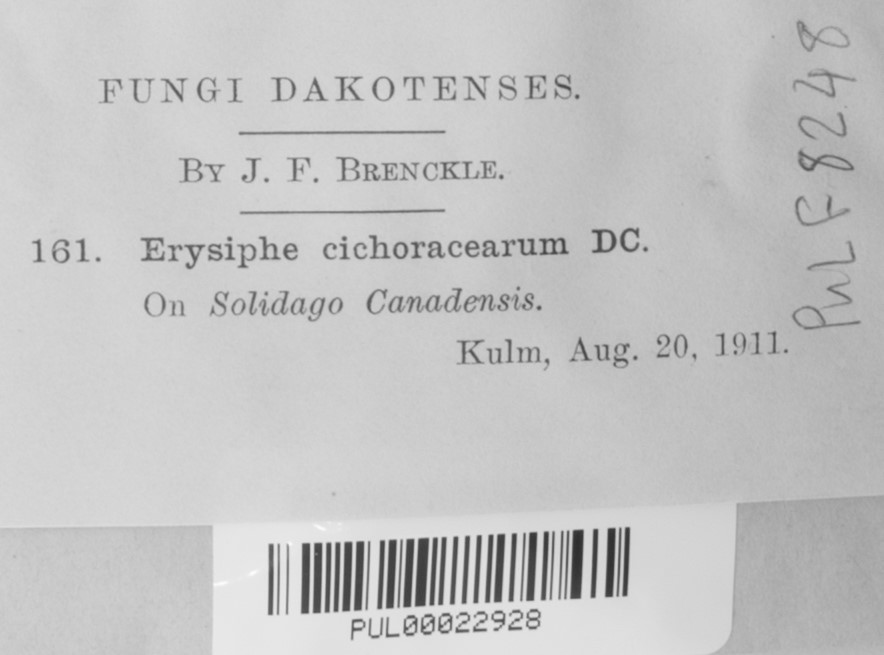 FUNGI DAKOTENSES.
BY J. F. BRENCKLE.
161. Erysiphe cichoracearum DC.
On Solidago Canadensis.
Kulm, Aug. 20, 1911.
PUL F8248
PUL00022928